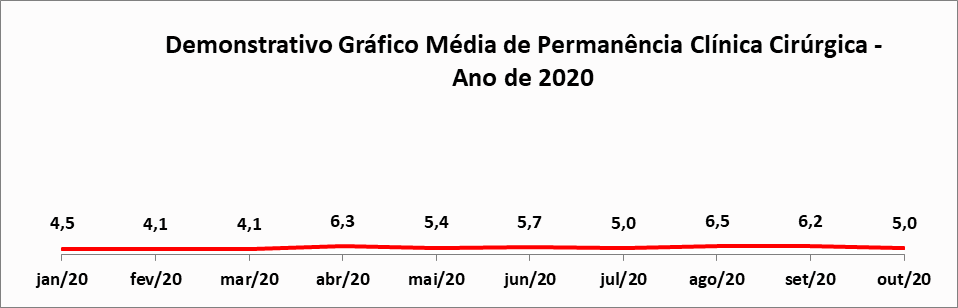 Demonstrativo Gráfico Média de Permanência Clínica Cirúrgica -
Ano de 2020
4,5 4,1 4,1 6,3 5,4 5,7 5,0 6,5 6,2 5,0
jan/20 fev/20 mar/20 abr/20 mai/20 jun/20 jul/20 ago/20 set/20 out/20